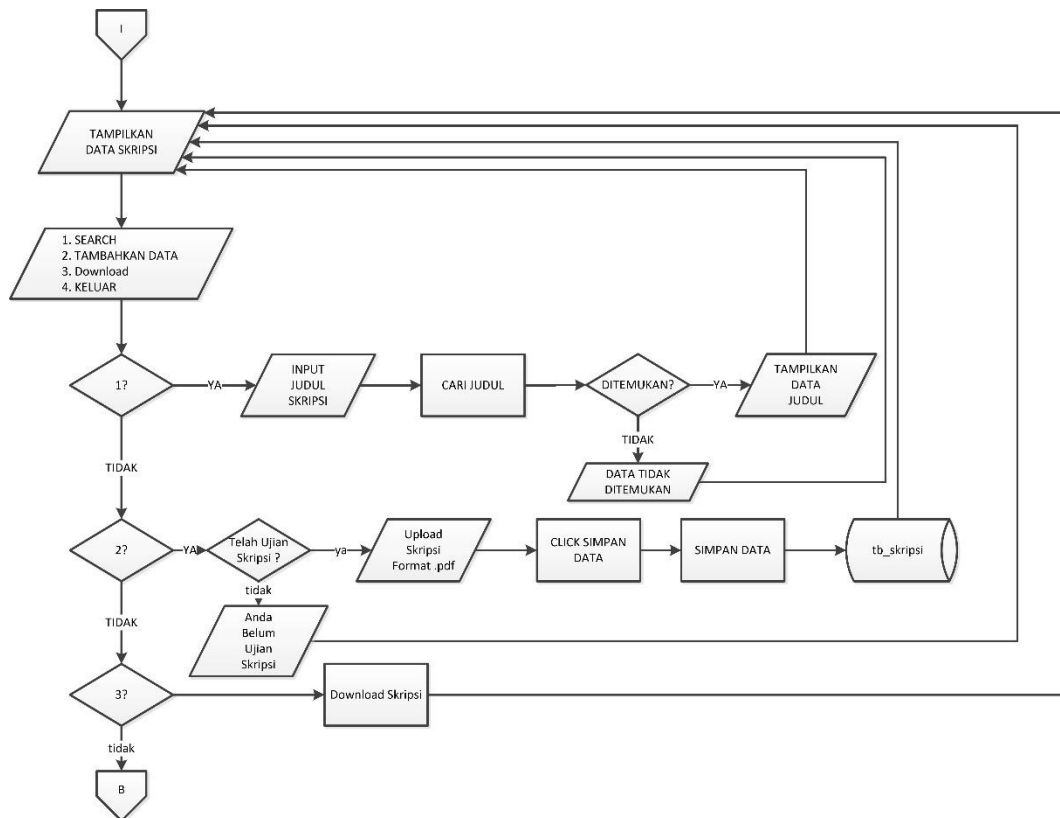 I
TAMPILKAN
DATA SKRIPSI
1. SEARCH
2. TAMBAHKAN DATA
3. Download
4. KELUAR
1?
YA
INPUT
JUDUL
SKRIPSI
CARI JUDUL
DITEMUKAN?
YA
TAMPILKAN
DATA
JUDUL
TIDAK
DATA TIDAK
DITEMUKAN
TIDAK
2?
YA
Telah Ujian
Skripsi ?
ya
Upload
Skripsi
Format .pdf
CLICK SIMPAN
DATA
SIMPAN DATA
tb_skripsi
tidak
Anda
Belum
Ujian
Skripsi
TIDAK
3?
Download Skripsi
tidak
B